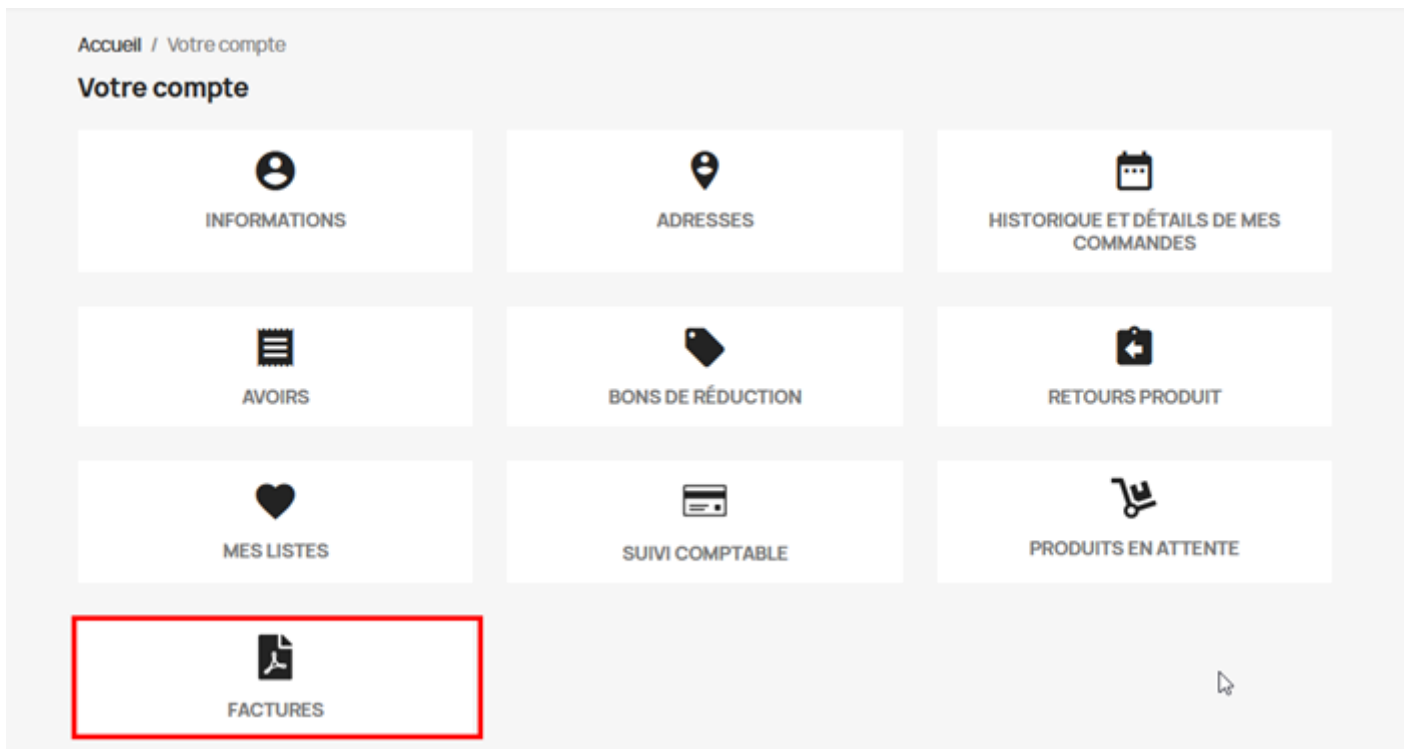 Accueil / Votre compte
Votre compte
INFORMATIONS
ADRESSES
HISTORIQUE ET DÉTAILS DE MES
COMMANDES
AVOIRS
BONS DE RÉDUCTION
RETOURS PRODUIT
MES LISTES
SUIVI COMPTABLE
PRODUITS EN ATTENTE
FACTURES